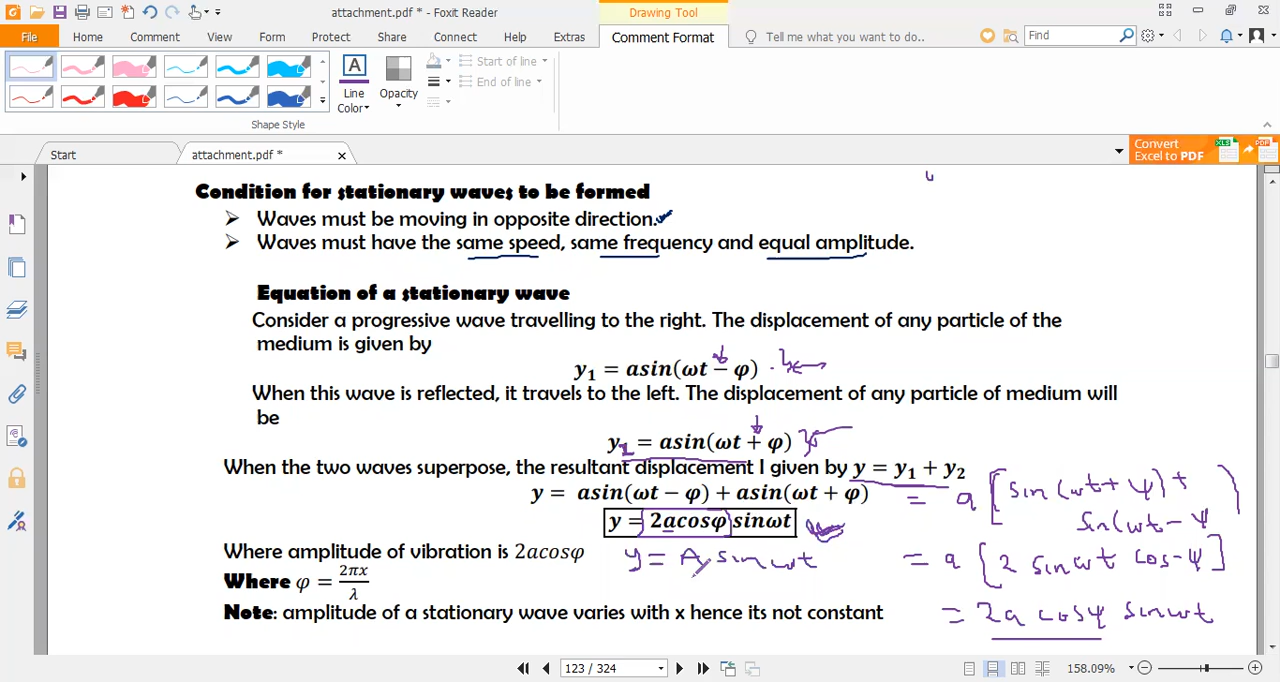 attachment.pdf * - Foxit Reader
Drawing Tool
File Home Comment View Form Protect Share Connect Help Extras Comment Format Tell me what you want to do.. Find
Line Color Opacity
Start of line
End of line
Shape Style
Start attachment.pdf *
Convert Excel to PDF
Condition for stationary waves to be formed
➢ Waves must be moving in opposite direction.
➢ Waves must have the same speed, same frequency and equal amplitude.
Equation of a stationary wave
Consider a progressive wave travelling to the right. The displacement of any particle of the
medium is given by
y₁ = asin(ωt − φ)
When this wave is reflected, it travels to the left. The displacement of any particle of medium will
be
y₂ = asin(ωt + φ)
When the two waves superpose, the resultant displacement I given by y = y₁ + y₂
y = asin(ωt − φ) + asin(ωt + φ) = a [ sin(ωt + ψ) +
sin(ωt − ψ
y = 2acosφ sinωt
Where amplitude of vibration is 2acosφ
y = A sinωt
= a [2 sinωt cos-ψ]
Where φ = 2πx/λ
Note: amplitude of a stationary wave varies with x hence its not constant
= 2a cosψ sinωt
123 / 324
158.09%